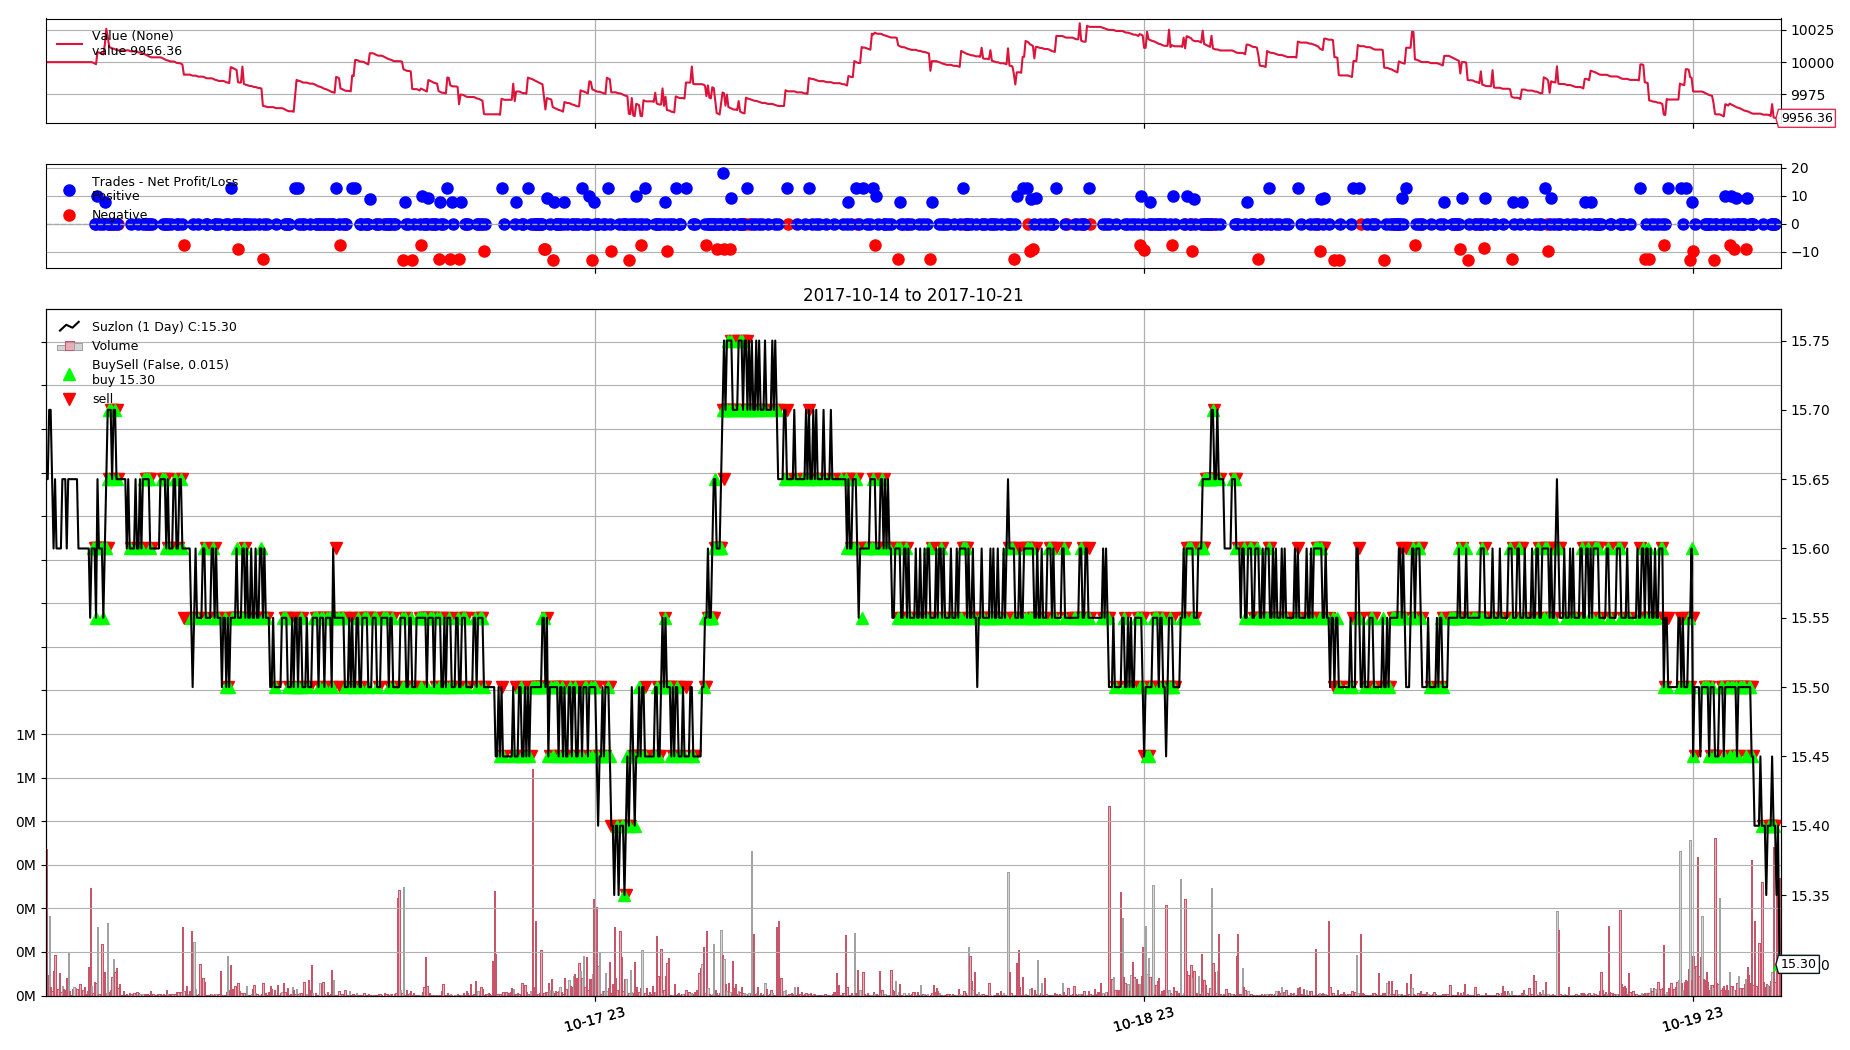 Value (None)
value 9956.36
10025
10000
9975
9956.36
Trades - Net Profit/Loss
Positive
Negative
20
10
0
−10
2017-10-14 to 2017-10-21
Suzlon (1 Day) C:15.30
Volume
BuySell (False, 0.015)
buy 15.30
sell
15.75
15.70
15.65
15.60
15.55
15.50
15.45
15.40
15.35
15.30
0
1M
1M
0M
0M
0M
0M
0M
10-17 23
10-18 23
10-19 23